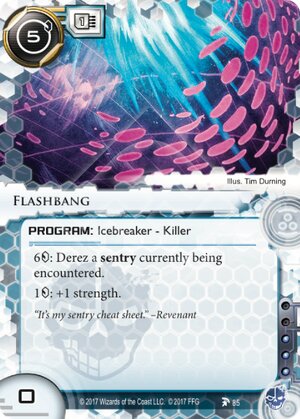 5
1
Illus. Tim Durning
FLASHBANG
PROGRAM: Icebreaker - Killer
6: Derez a sentry currently being
encountered.
1: +1 strength.
"It's my sentry cheat sheet." –Revenant
0
© 2017 Wizards of the Coast LLC. © 2017 FFG 85